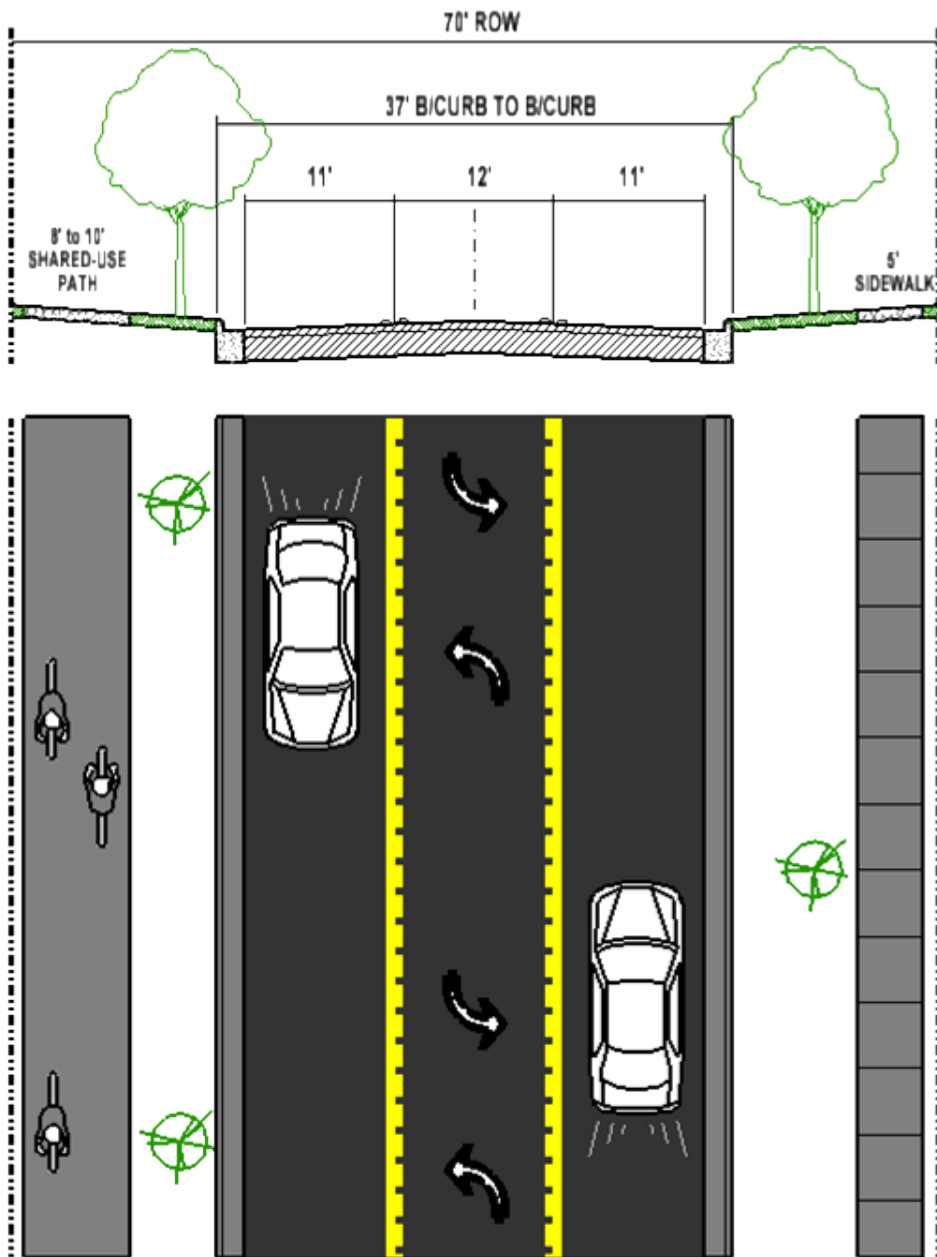 70' ROW
37' B/CURB TO B/CURB
11'
12'
11'
8' to 10'
SHARED-USE
PATH
5'
SIDEWALK